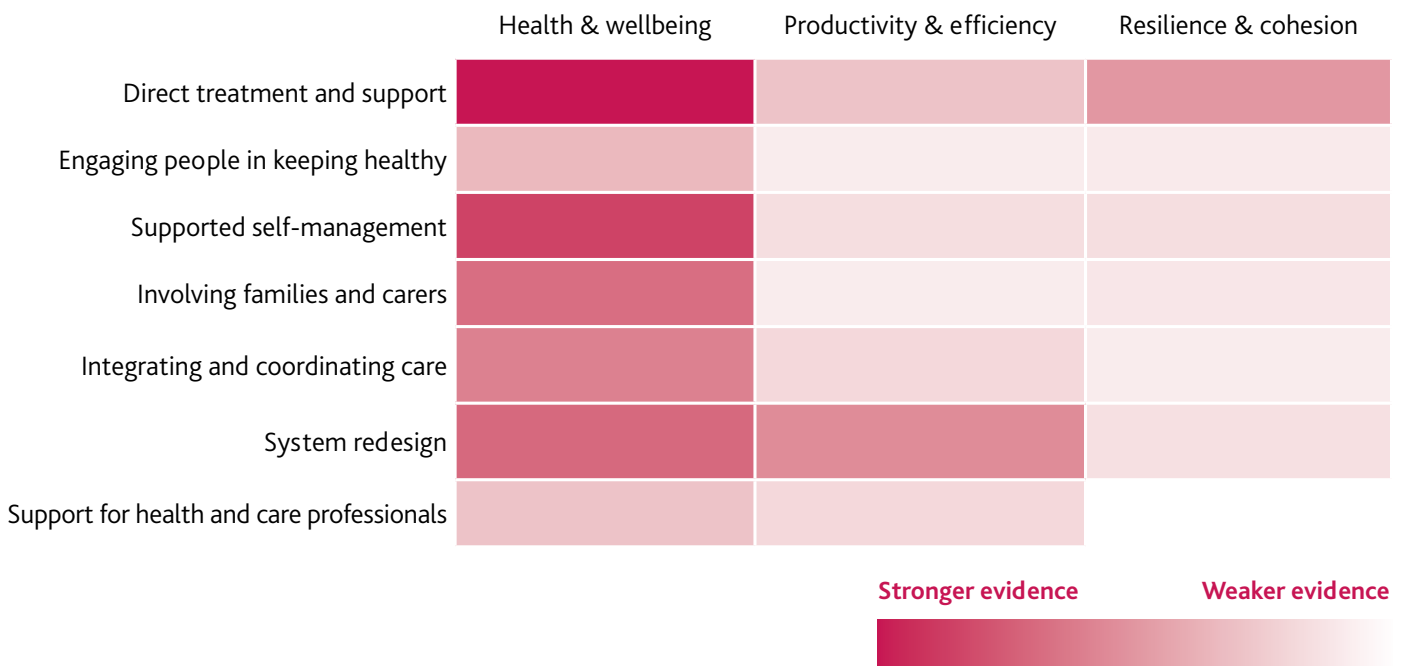 Health & wellbeing
Productivity & efficiency
Resilience & cohesion
Direct treatment and support
Engaging people in keeping healthy
Supported self-management
Involving families and carers
Integrating and coordinating care
System redesign
Support for health and care professionals
Stronger evidence
Weaker evidence